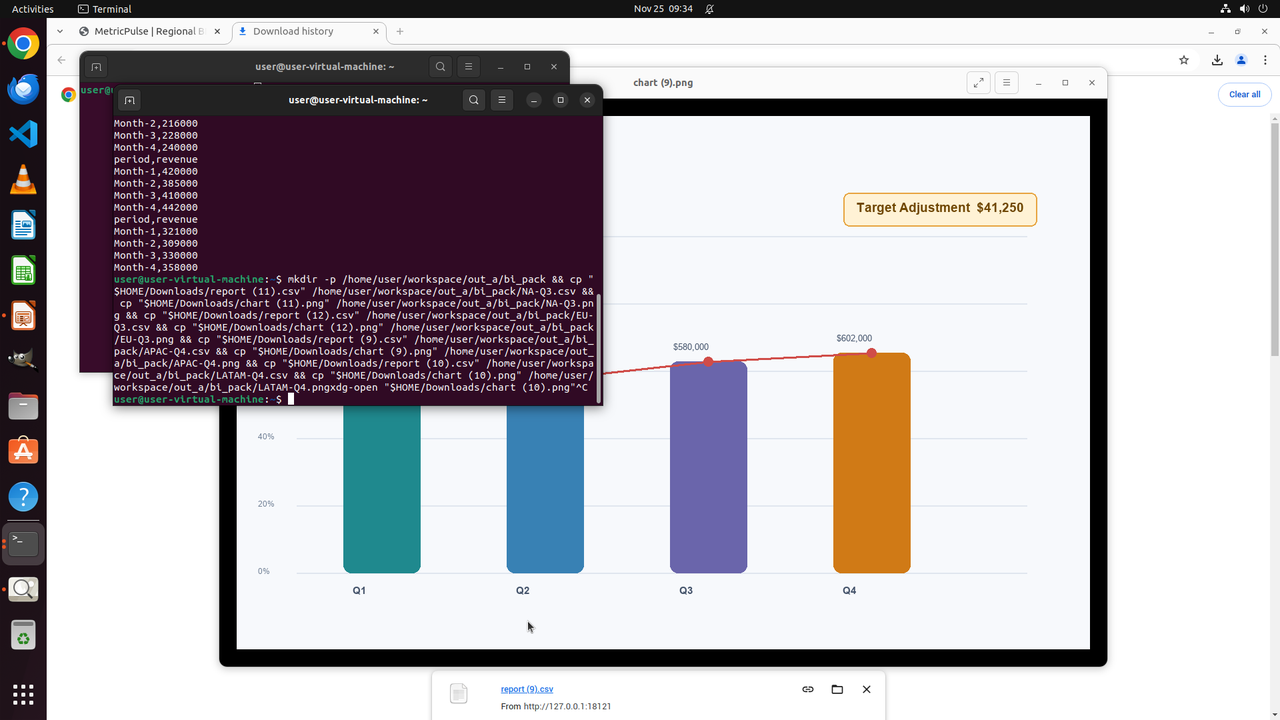 Activities
Terminal
Nov 25 09:34
MetricPulse | Regional B
Download history
user@user-virtual-machine: ~
chart (9).png
Clear all
user@u
user@user-virtual-machine: ~
Month-2,216000
Month-3,228000
Month-4,240000
period,revenue
Month-1,420000
Month-2,385000
Month-3,410000
Month-4,442000
period,revenue
Month-1,321000
Month-2,309000
Month-3,330000
Month-4,358000
user@user-virtual-machine:~$ mkdir -p /home/user/workspace/out_a/bi_pack && cp "
$HOME/Downloads/report (11).csv" /home/user/workspace/out_a/bi_pack/NA-Q3.csv &&
 cp "$HOME/Downloads/chart (11).png" /home/user/workspace/out_a/bi_pack/NA-Q3.pn
g && cp "$HOME/Downloads/report (12).csv" /home/user/workspace/out_a/bi_pack/EU-
Q3.csv && cp "$HOME/Downloads/chart (12).png" /home/user/workspace/out_a/bi_pack
/EU-Q3.png && cp "$HOME/Downloads/report (9).csv" /home/user/workspace/out_a/bi_
pack/APAC-Q4.csv && cp "$HOME/Downloads/chart (9).png" /home/user/workspace/out_
a/bi_pack/APAC-Q4.png && cp "$HOME/Downloads/report (10).csv" /home/user/workspa
ce/out_a/bi_pack/LATAM-Q4.csv && cp "$HOME/Downloads/chart (10).png" /home/user/
workspace/out_a/bi_pack/LATAM-Q4.pngxdg-open "$HOME/Downloads/chart (10).png"^C
user@user-virtual-machine:~$
Target Adjustment $41,250
$580,000
$602,000
40%
20%
0%
Q1
Q2
Q3
Q4
report (9).csv
From http://127.0.0.1:18121